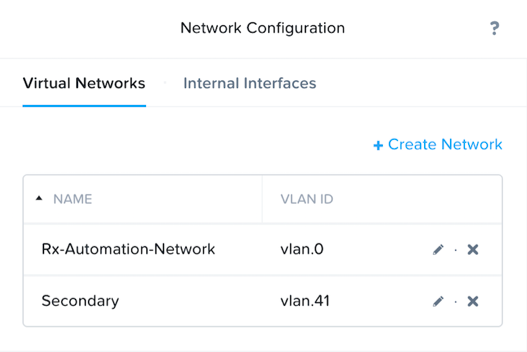 Network Configuration ?
Virtual Networks · Internal Interfaces
+ Create Network
NAME VLAN ID
Rx-Automation-Network vlan.0
Secondary vlan.41